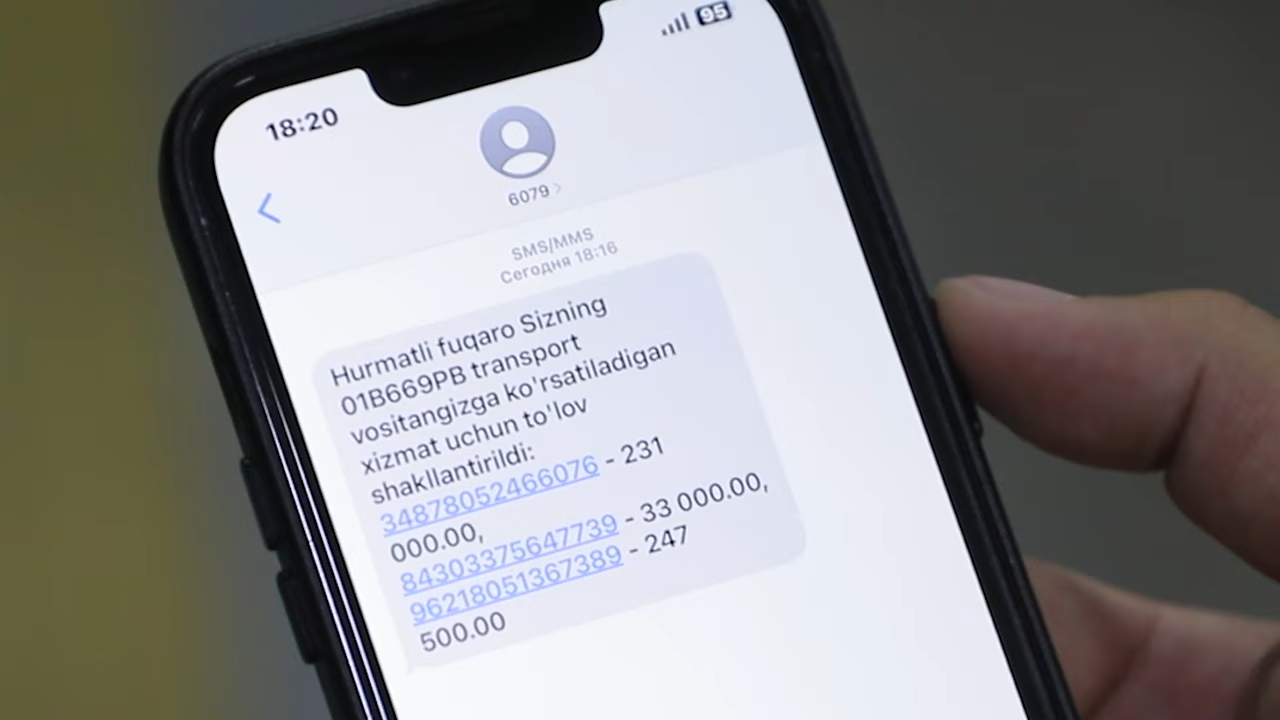 18:20
95
6079
SMS/MMS
Сегодня 18:16
Hurmatli fuqaro Sizning
01B669PB transport
vositangizga ko'rsatiladigan
xizmat uchun to'lov
shakllantirildi:
34878052466076 - 231
000.00,
84303375647739 - 33 000.00,
96218051367389 - 247
500.00